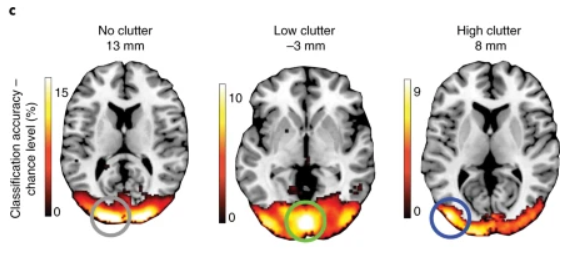 c
No clutter
13 mm
Low clutter
–3 mm
High clutter
8 mm
Classification accuracy –
chance level (%)
15
0
10
0
9
0